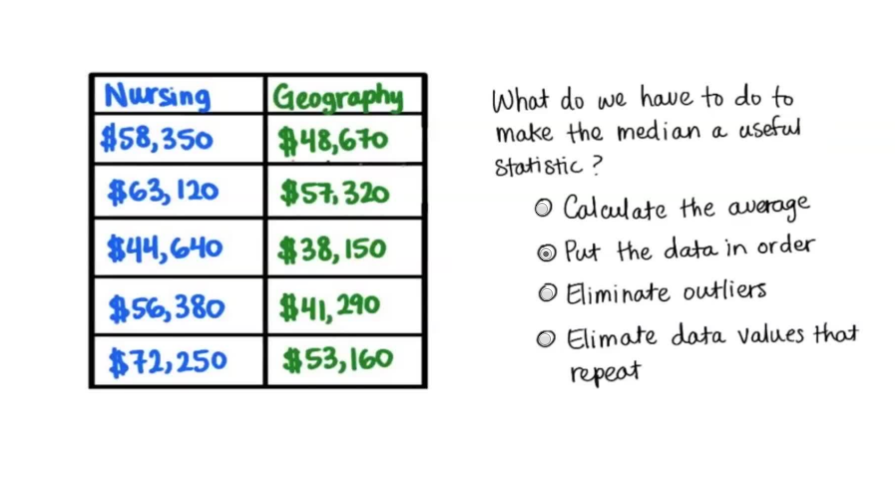 Nursing Geography
$58,350 $48,670
$63,120 $57,320
$44,640 $38,150
$56,380 $41,290
$72,250 $53,160
What do we have to do to
make the median a useful
statistic?
Calculate the average
Put the data in order
Eliminate outliers
Elimate data values that
repeat